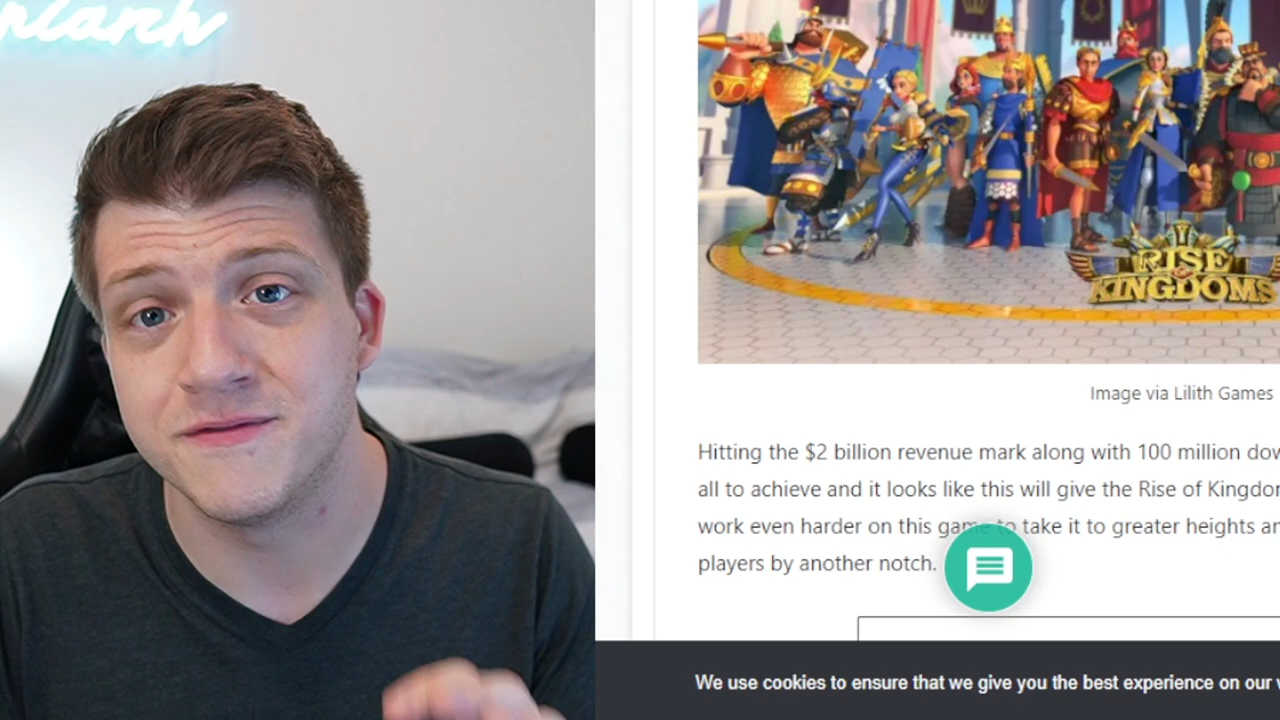 RISE
OF
KINGDOMS
Image via Lilith Games
Hitting the $2 billion revenue mark along with 100 million
all to achieve and it looks like this will give the Rise of
work even harder on this game to take it to greater heights
players by another notch.
We use cookies to ensure that we give you the best experience on our